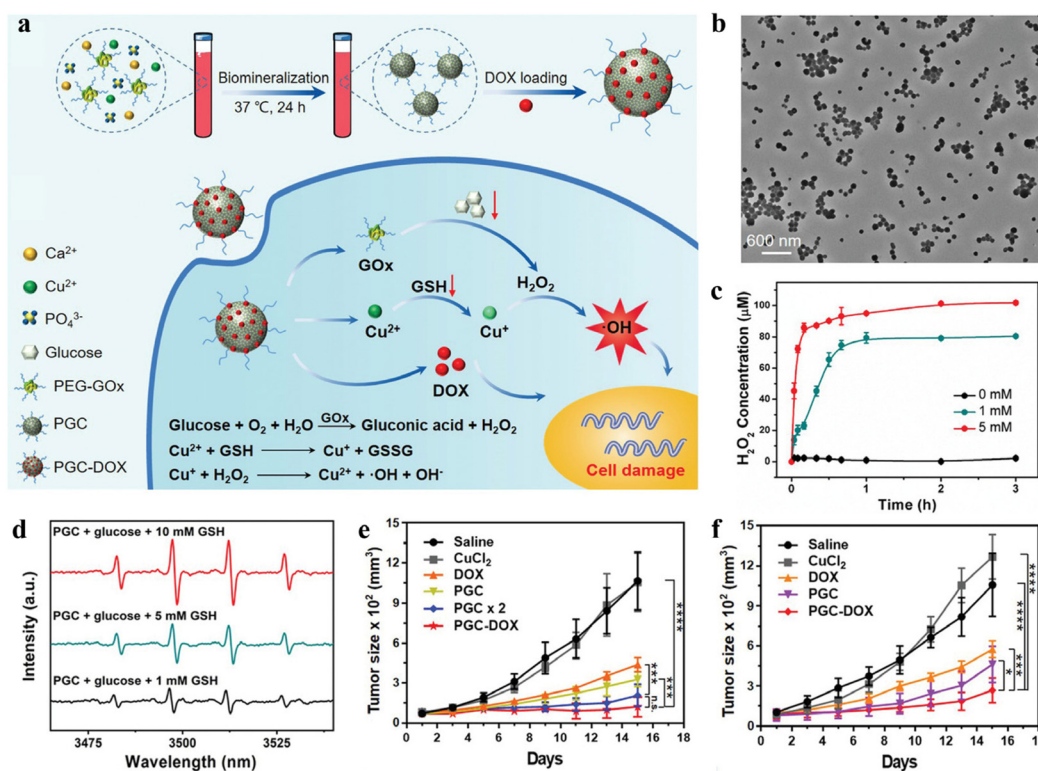 a
Biomineralization
37 ℃, 24 h
DOX loading
Ca²⁺
Cu²⁺
PO₄³⁻
Glucose
PEG-GOx
PGC
PGC-DOX
GOx
H₂O₂
GSH
Cu²⁺
Cu⁺
·OH
DOX
Glucose + O₂ + H₂O GOx Gluconic acid + H₂O₂
Cu²⁺ + GSH Cu⁺ + GSSG
Cu⁺ + H₂O₂ Cu²⁺ + ·OH + OH⁻
Cell damage
b
600 nm
c
H₂O₂ Concentration (μM)
100
80
60
40
20
0
0 mM
1 mM
5 mM
0 1 2 3
Time (h)
d
Intensity (a.u.)
PGC + glucose + 10 mM GSH
PGC + glucose + 5 mM GSH
PGC + glucose + 1 mM GSH
3475 3500 3525
Wavelength (nm)
e
Tumor size x 10² (mm³)
15
12
9
6
3
0
Saline
CuCl₂
DOX
PGC
PGC x 2
PGC-DOX
****
***
***
n.s.
0 2 4 6 8 10 12 14 16 18
Days
f
Tumor size x 10² (mm³)
15
12
9
6
3
0
Saline
CuCl₂
DOX
PGC
PGC-DOX
****
****
***
*
0 2 4 6 8 10 12 14 16 18
Days